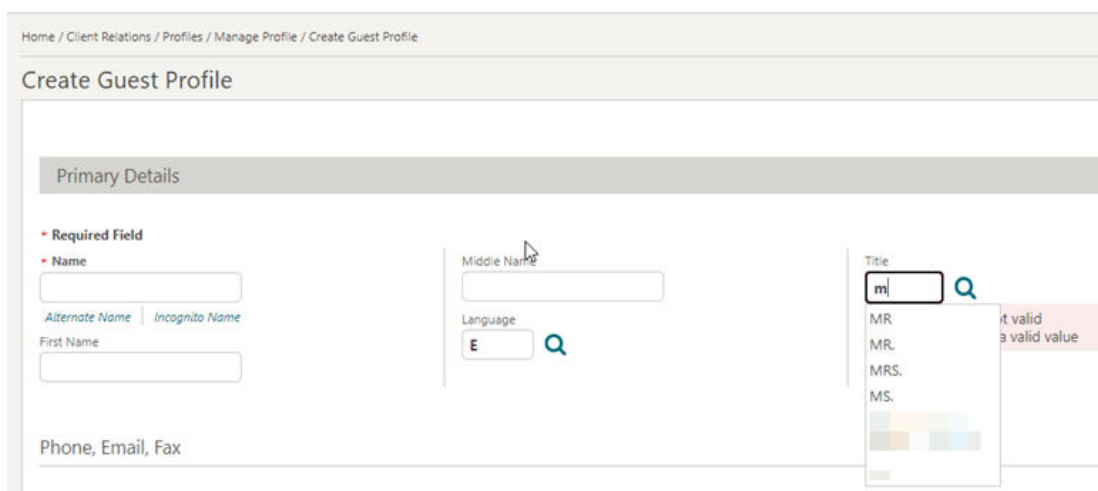 Home / Client Relations / Profiles / Manage Profile / Create Guest Profile
Create Guest Profile
Primary Details
* Required Field
* Name
Alternate Name | Incognito Name
First Name
Middle Name
Language
E
Title
m
MR
MR.
MRS.
MS.
valid
a valid value
Phone, Email, Fax